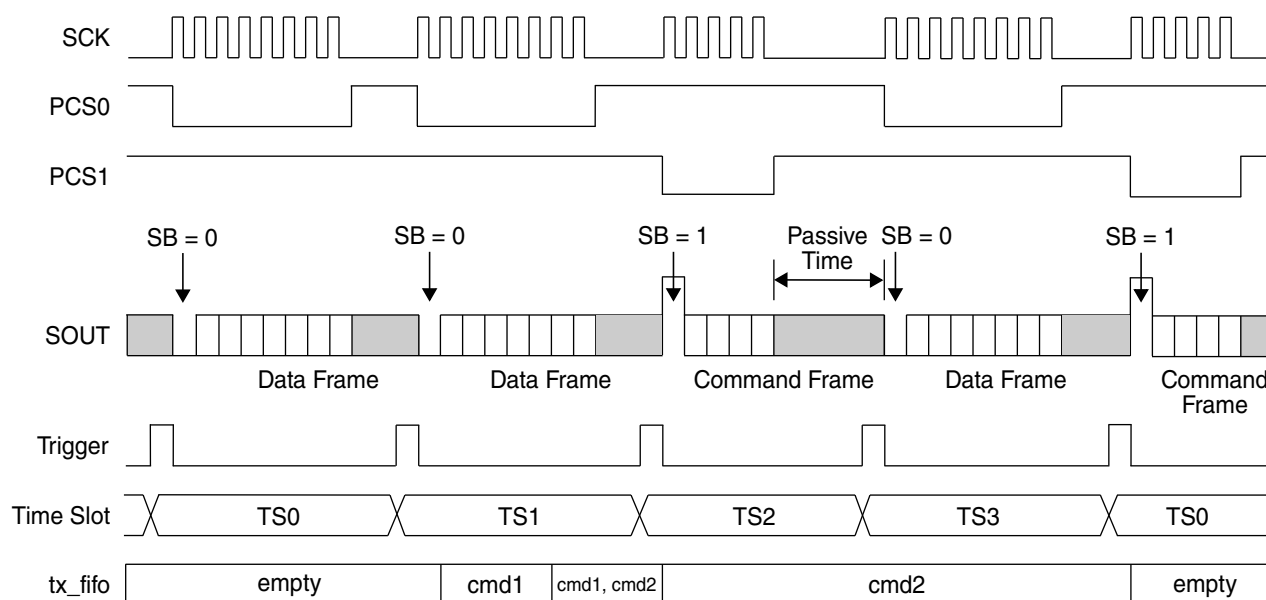 SCK
PCS0
PCS1
SB = 0
SB = 0
SB = 1
Passive
Time
SB = 0
SB = 1
SOUT
Data Frame
Data Frame
Command Frame
Data Frame
Command
Frame
Trigger
Time Slot
TS0
TS1
TS2
TS3
TS0
tx_fifo
empty
cmd1
cmd1, cmd2
cmd2
empty